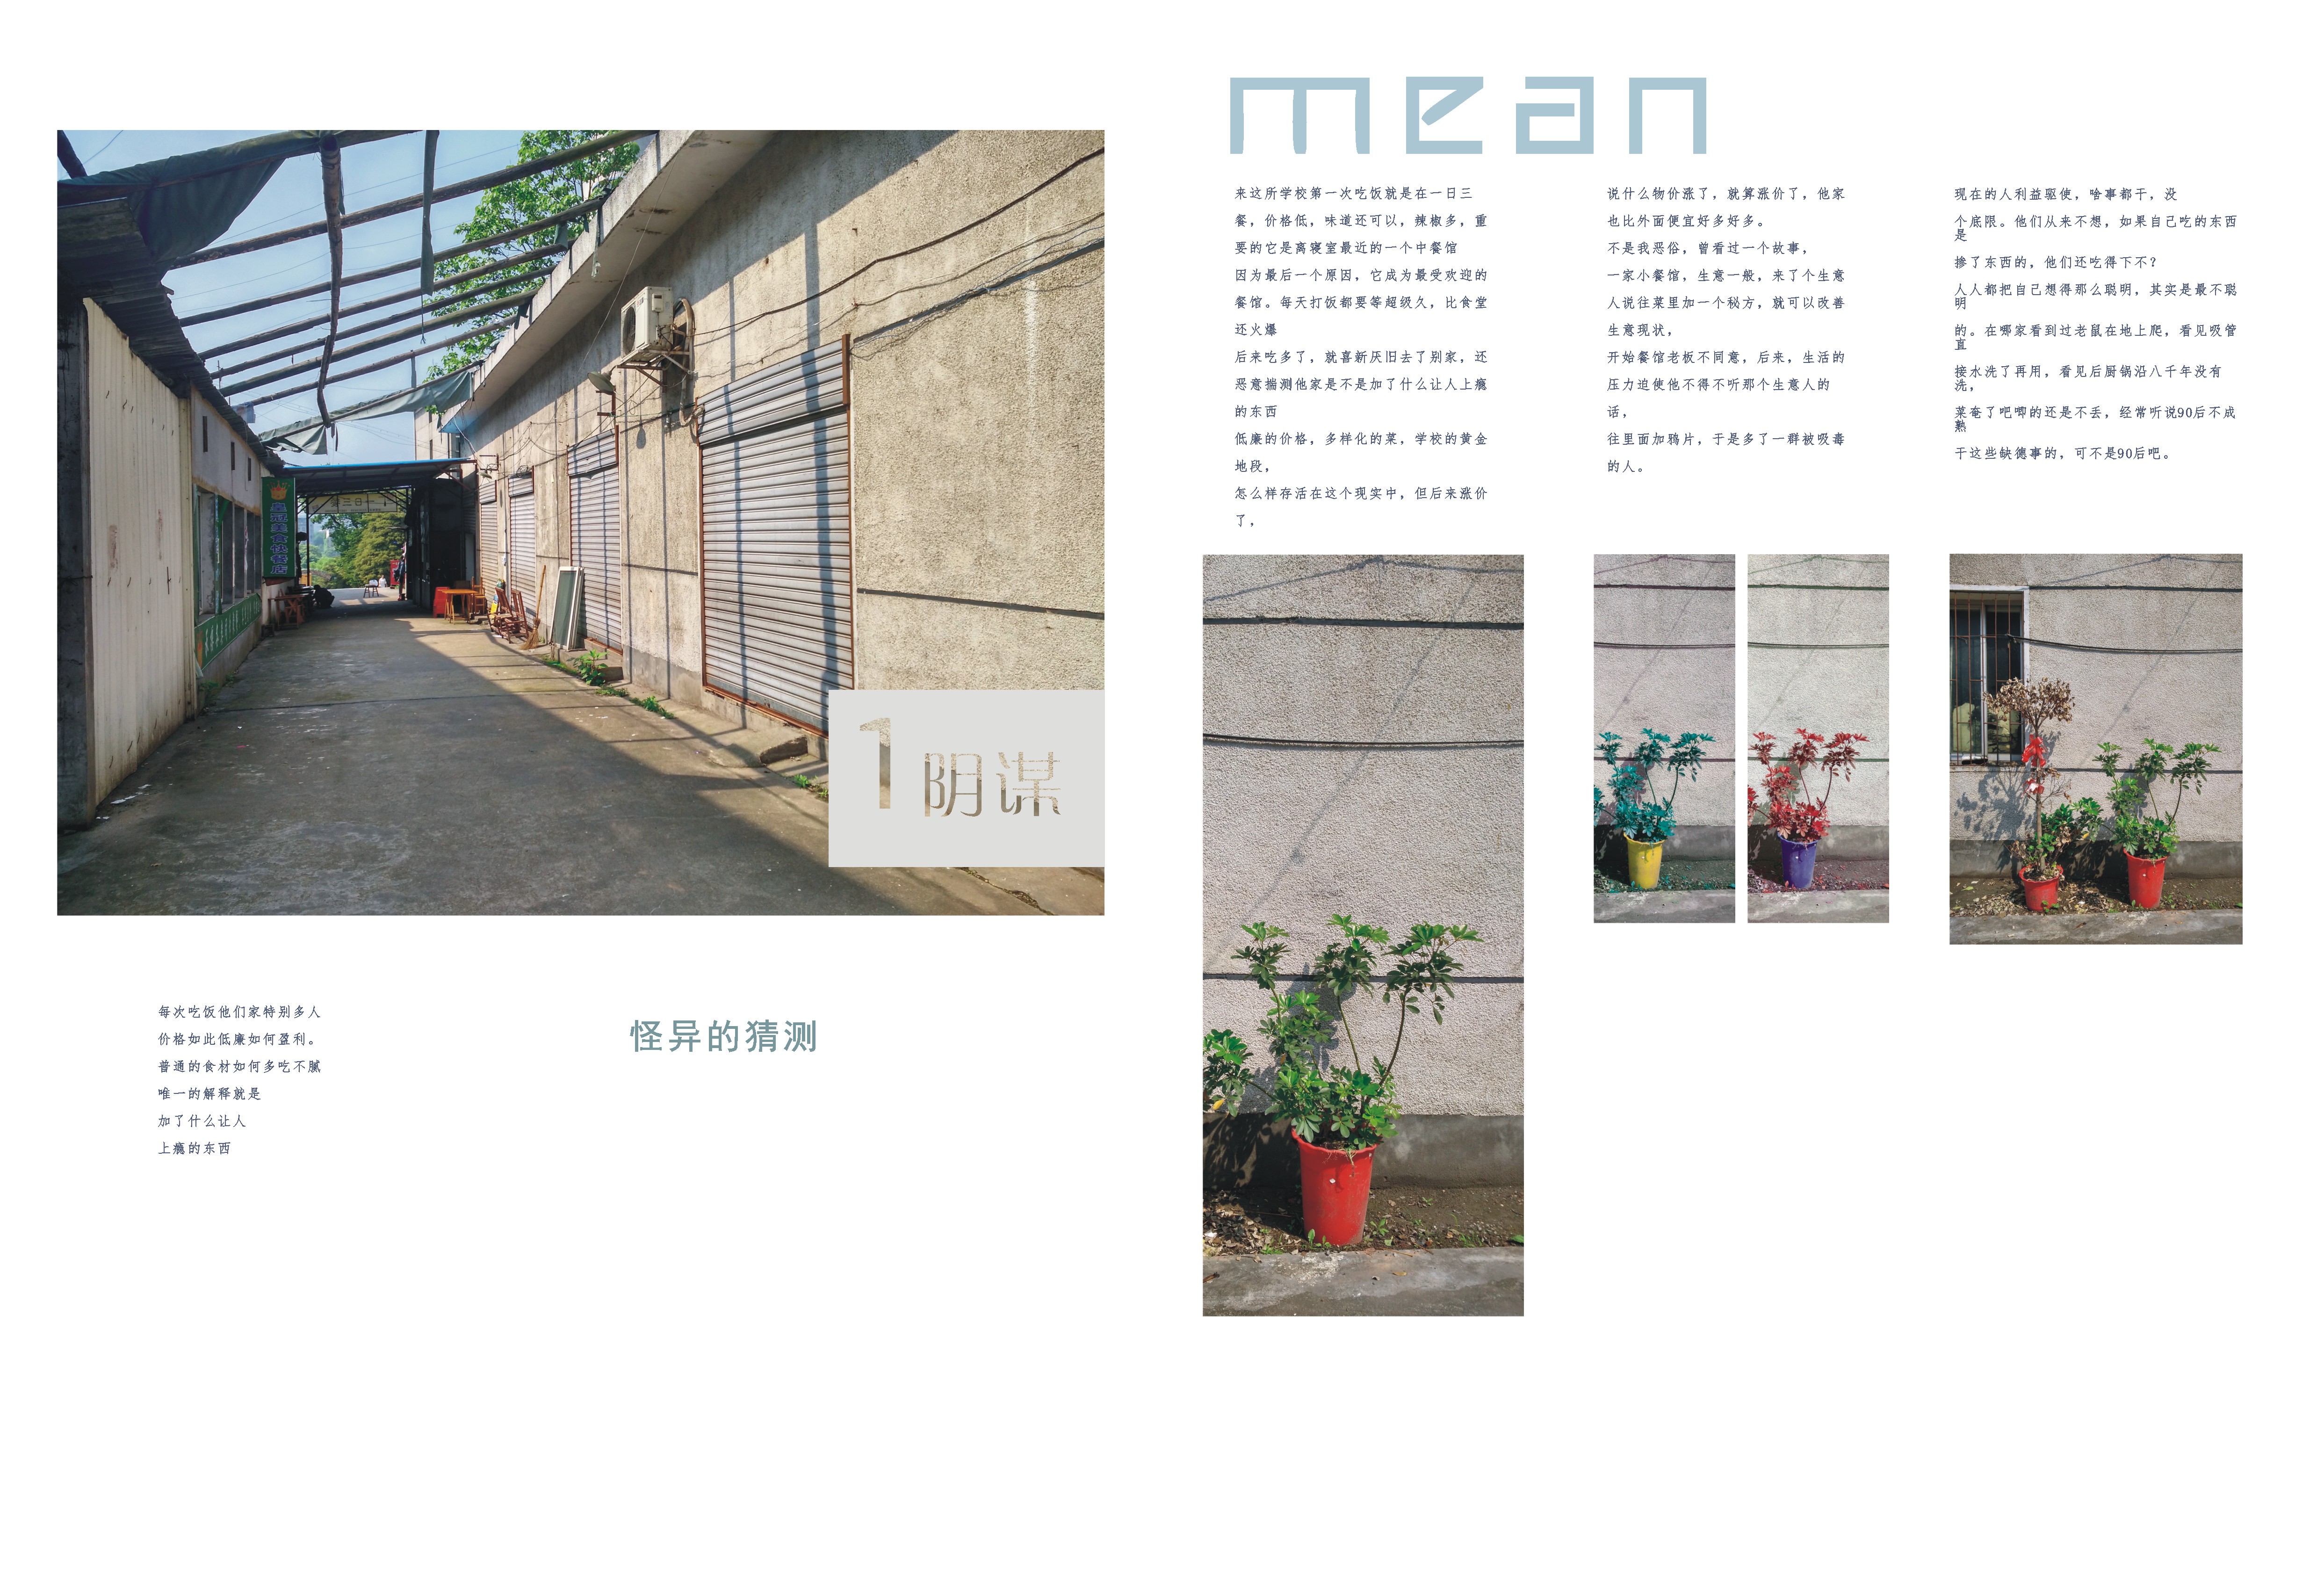 皇冠美食快餐店
1 阴谋
每次吃饭他们家特别多人
价格如此低廉如何盈利。
普通的食材如何多吃不腻
唯一的解释就是
加了什么让人
上瘾的东西
怪异的猜测
mean
来这所学校第一次吃饭就是在一日三
餐，价格低，味道还可以，辣椒多，重
要的它是离寝室最近的一个中餐馆
因为最后一个原因，它成为最受欢迎的
餐馆。每天打饭都要等超级久，比食堂
还火爆
后来吃多了，就喜新厌旧去了别家，还
恶意揣测他家是不是加了什么让人上瘾
的东西
低廉的价格，多样化的菜，学校的黄金
地段，
怎么样存活在这个现实中，但后来涨价
了，
说什么物价涨了，就算涨价了，他家
也比外面便宜好多好多。
不是我恶俗，曾看过一个故事，
一家小餐馆，生意一般，来了个生意
人说往菜里加一个秘方，就可以改善
生意现状，
开始餐馆老板不同意，后来，生活的
压力迫使他不得不听那个生意人的
话，
往里面加鸦片，于是多了一群被吸毒
的人。
现在的人利益驱使，啥事都干，没
个底限。他们从来不想，如果自己吃的东西
是
掺了东西的，他们还吃得下不？
人人都把自己想得那么聪明，其实是最不聪
明
的。在哪家看到过老鼠在地上爬，看见吸管
直
接水洗了再用，看见后厨锅沿八千年没有
洗，
菜奄了吧唧的还是不丢，经常听说90后不成
熟
干这些缺德事的，可不是90后吧。